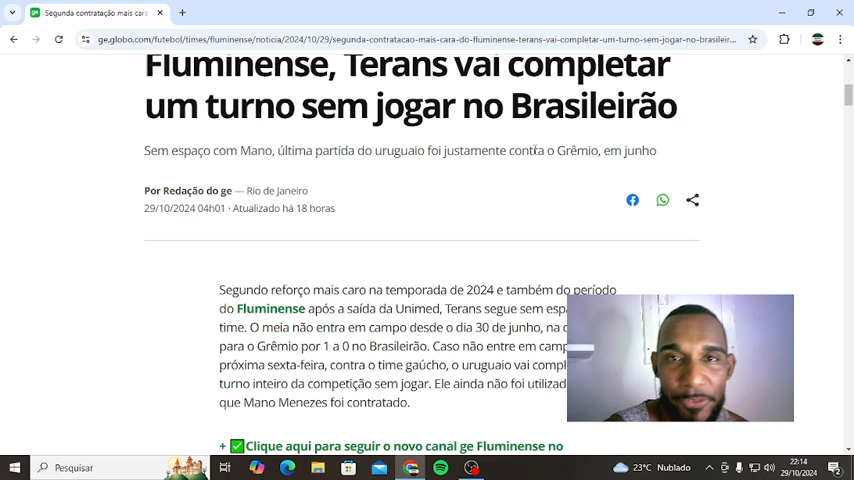 Segunda contratação mais cara
ge.globo.com/futebol/times/fluminense/noticia/2024/10/29/segunda-contratacao-mais-cara-do-fluminense-terans-vai-completar-um-turno-sem-jogar-no-brasileir...
Fluminense, Terans vai completar
um turno sem jogar no Brasileirão
Sem espaço com Mano, última partida do uruguaio foi justamente contra o Grêmio, em junho
Por Redação do ge — Rio de Janeiro
29/10/2024 04h01 · Atualizado há 18 horas
Segundo reforço mais caro na temporada de 2024 e também do período
do Fluminense após a saída da Unimed, Terans segue sem
time. O meia não entra em campo desde o dia 30 de junho, na
para o Grêmio por 1 a 0 no Brasileirão. Caso não entre em
próxima sexta-feira, contra o time gaúcho, o uruguaio vai
turno inteiro da competição sem jogar. Ele ainda não foi
que Mano Menezes foi contratado.
+ ✅Clique aqui para seguir o novo canal ge Fluminense no
Pesquisar
23°C Nublado
22:14
29/10/2024
2